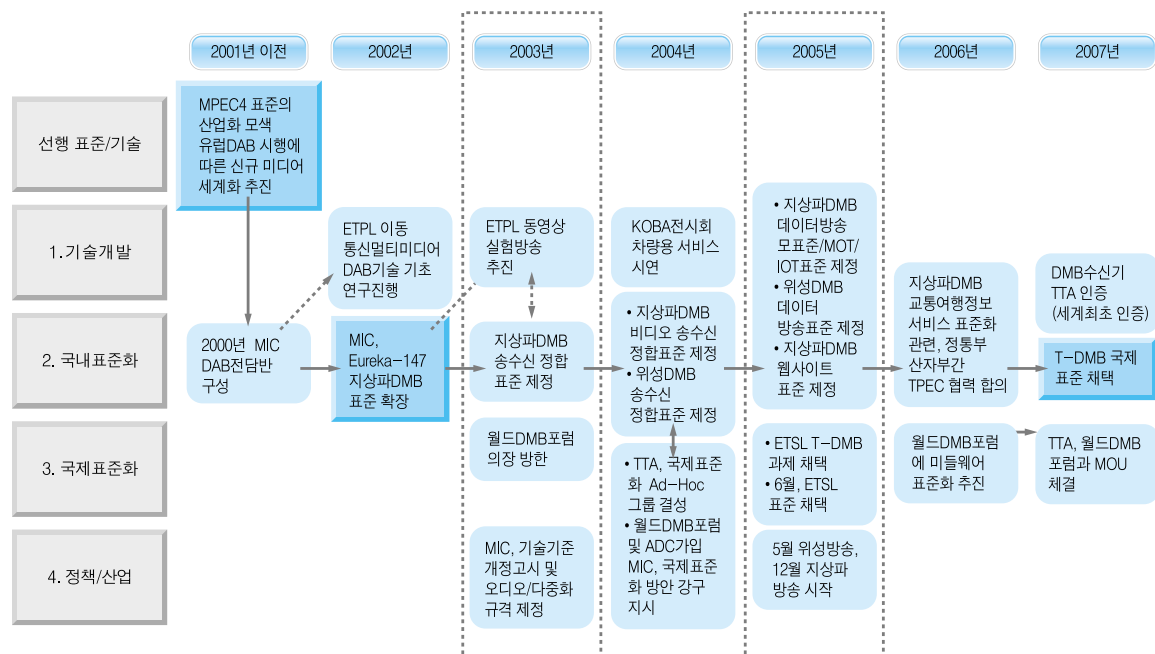 2001년 이전
2002년
2003년
2004년
2005년
2006년
2007년
선행 표준/기술
MPEC4 표준의
산업화 모색
유럽DAB 시행에
따른 신규 미디어
세계화 추진
1.기술개발
ETPL 이동
통신멀티미디어
DAB기술 기초
연구진행
ETPL 동영상
실험방송
추진
KOBA전시회
차량용 서비스
시연
• 지상파DMB
데이터방송
모표준/MOT/
IOT표준 제정
• 위성DMB
데이터
방송표준 제정
• 지상파DMB
웹사이트
표준 제정
지상파DMB
교통여행정보
서비스 표준화
관련, 정통부
산자부간
TPEC 협력 합의
DMB수신기
TTA 인증
(세계최초 인증)
2. 국내표준화
2000년 MIC
DAB전담반
구성
MIC,
Eureka-147
지상파DMB
표준 확장
지상파DMB
송수신 정합
표준 제정
• 지상파DMB
비디오 송수신
정합표준 제정
• 위성DMB
송수신
정합표준 제정
T-DMB 국제
표준 채택
3. 국제표준화
월드DMB포럼
의장 방한
• TTA, 국제표준
화 Ad-Hoc
그룹 결성
• 월드DMB포럼
및 ADC가입
MIC, 국제표준
화 방안 강구
지시
• ETSL T-DMB
과제 채택
• 6월, ETSL
표준 채택
월드DMB포럼
에 미들웨어
표준화 추진
TTA, 월드DMB
포럼과 MOU
체결
4. 정책/산업
MIC, 기술기준
개정고시 및
오디오/다중화
규격 제정
5월 위성방송,
12월 지상파
방송 시작